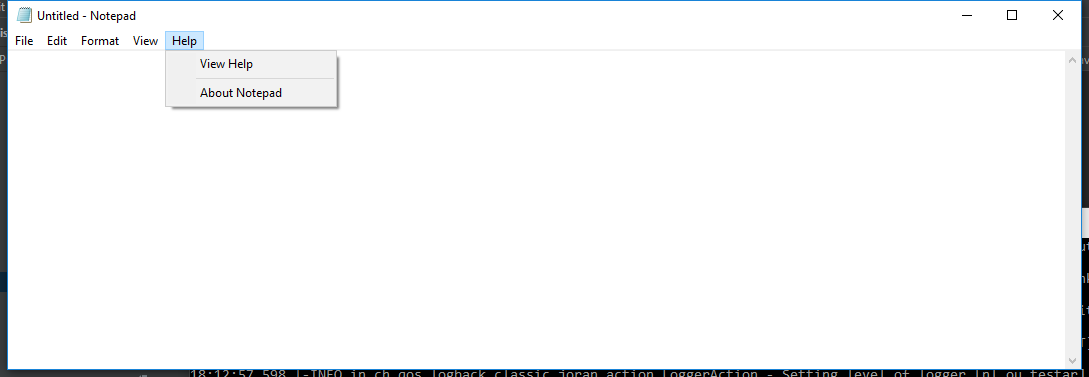 Untitled - Notepad
File Edit Format View Help
View Help
About Notepad
18:12:57,598 |-INFO in ch.qos.logback.classic.joran.action.LoggerAction - Setting level of logger [nl.ou.testar